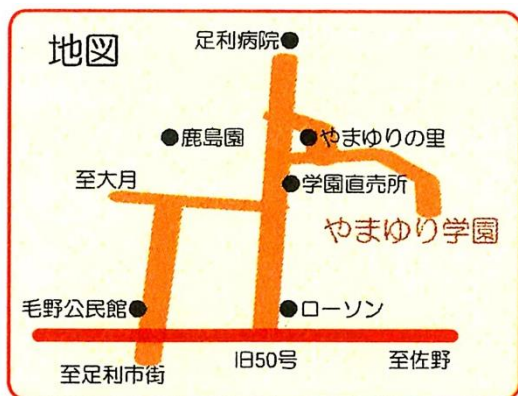 地図
足利病院
鹿島園
やまゆりの里
至大月
学園直売所
やまゆり学園
毛野公民館
ローソン
旧50号
至佐野
至足利市街